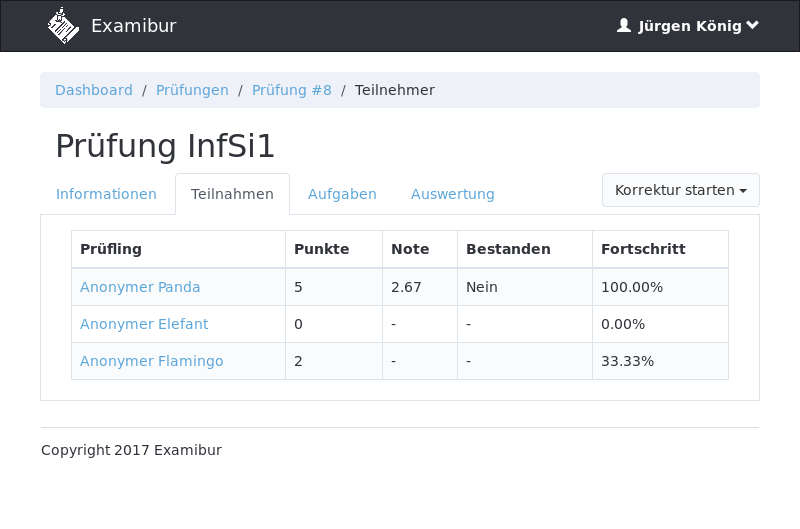 Examibur
Jürgen König
Dashboard / Prüfungen / Prüfung #8 / Teilnehmer
Prüfung InfSi1
Informationen Teilnahmen Aufgaben Auswertung Korrektur starten
Prüfling Punkte Note Bestanden Fortschritt
Anonymer Panda 5 2.67 Nein 100.00%
Anonymer Elefant 0 - - 0.00%
Anonymer Flamingo 2 - - 33.33%
Copyright 2017 Examibur